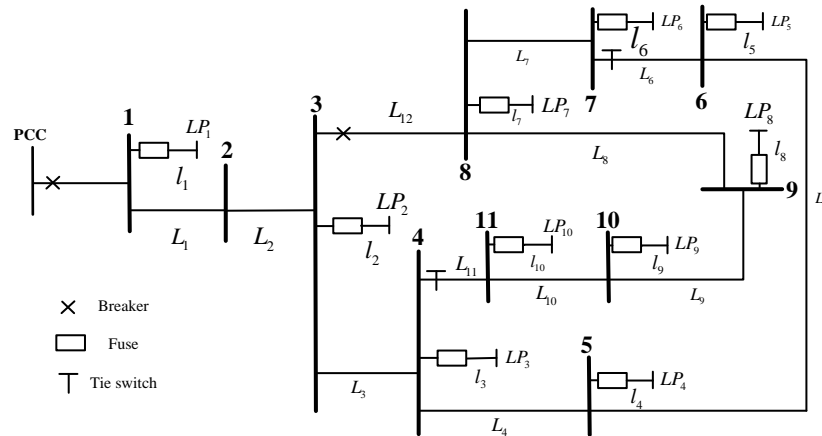 LP₆
LP₅
l₆
l₅
L₇
L₆
7
6
3
L₁₂
LP₇
l₇
LP₈
l₈
PCC
1
LP₁
l₁
2
8
L₈
9
L
LP₂
l₂
4
11
LP₁₀
l₁₀
10
LP₉
l₉
L₁
L₂
L₁₁
L₁₀
L₉
Breaker
Fuse
Tie switch
LP₃
l₃
5
LP₄
l₄
L₃
L₄